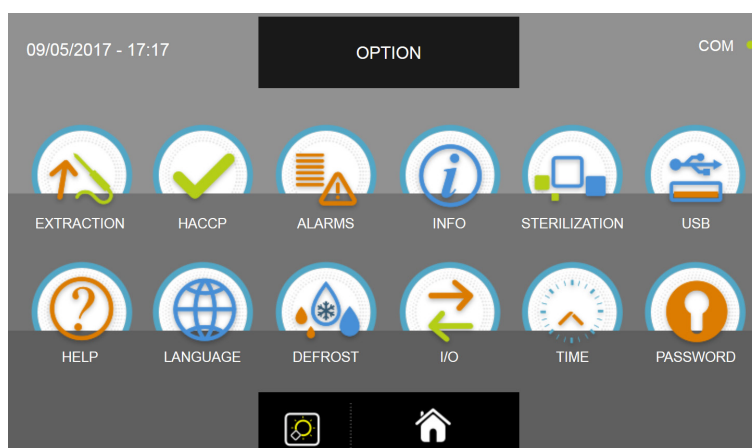 09/05/2017 - 17:17
OPTION
COM
EXTRACTION
HACCP
ALARMS
INFO
STERILIZATION
USB
HELP
LANGUAGE
DEFROST
I/O
TIME
PASSWORD